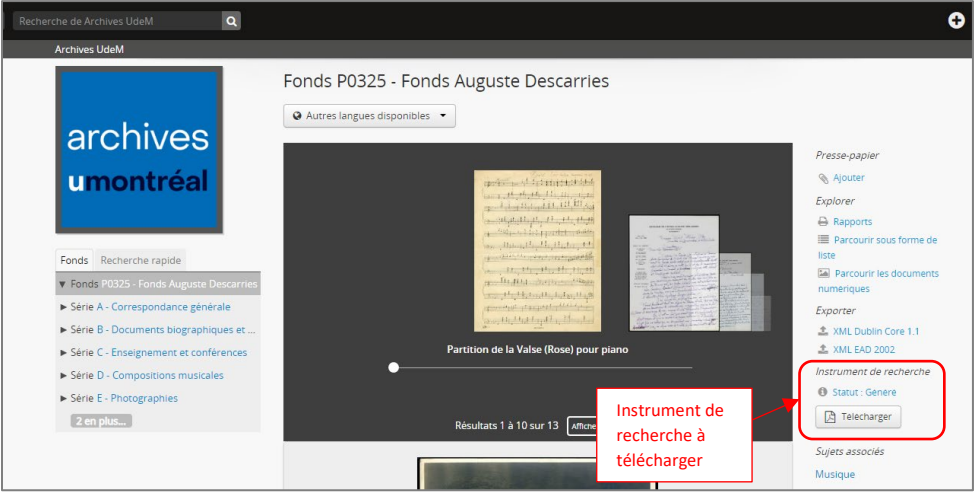 Recherche de Archives UdeM
Archives UdeM
archives
umontréal
Fonds P0325 - Fonds Auguste Descarries
Autres langues disponibles
Fonds Recherche rapide
▼ Fonds P0325 - Fonds Auguste Descarries
► Série A - Correspondance générale
► Série B - Documents biographiques et ...
► Série C - Enseignement et conférences
► Série D - Compositions musicales
► Série E - Photographies
2 en plus...
Partition de la Valse (Rose) pour piano
Résultats 1 à 10 sur 13 Affiche
Instrument de
recherche à
télécharger
Presse-papier
Ajouter
Explorer
Rapports
Parcourir sous forme de
liste
Parcourir les documents
numeriques
Exporter
XML Dublin Core 1.1
XML EAD 2002
Instrument de recherche
Statut : Genere
Telecharger
Sujets associés
Musique